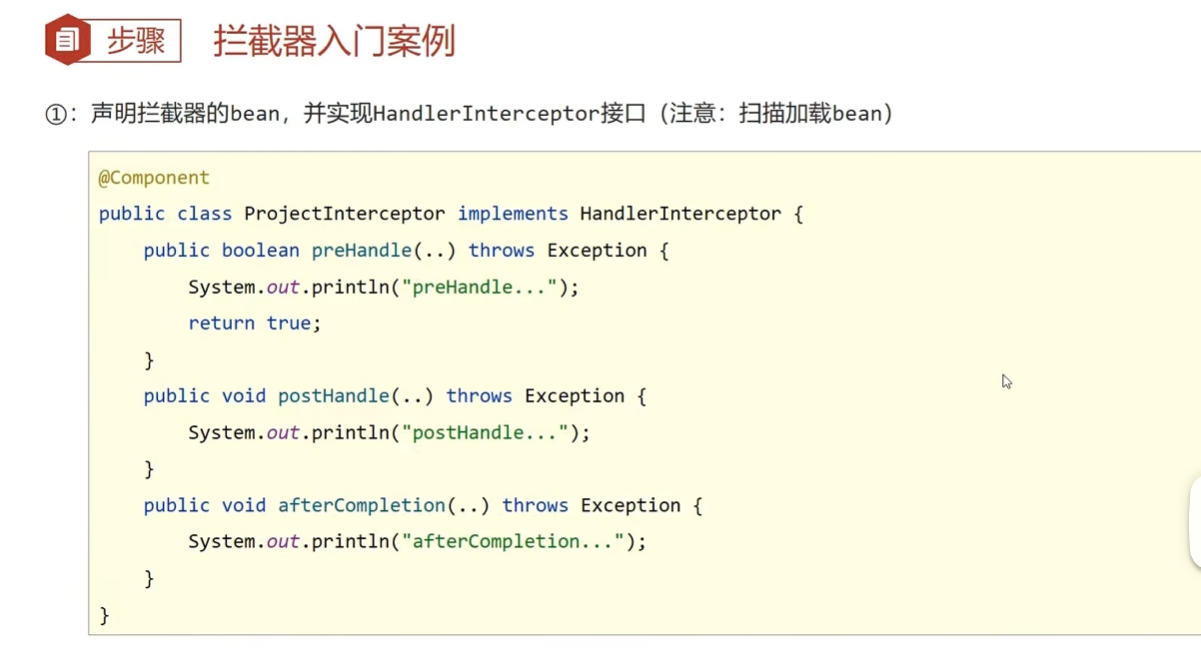 步骤 拦截器入门案例
①：声明拦截器的bean，并实现HandlerInterceptor接口（注意：扫描加载bean）
@Component
public class ProjectInterceptor implements HandlerInterceptor {
    public boolean preHandle(..) throws Exception {
        System.out.println("preHandle...");
        return true;
    }
    public void postHandle(..) throws Exception {
        System.out.println("postHandle...");
    }
    public void afterCompletion(..) throws Exception {
        System.out.println("afterCompletion...");
    }
}